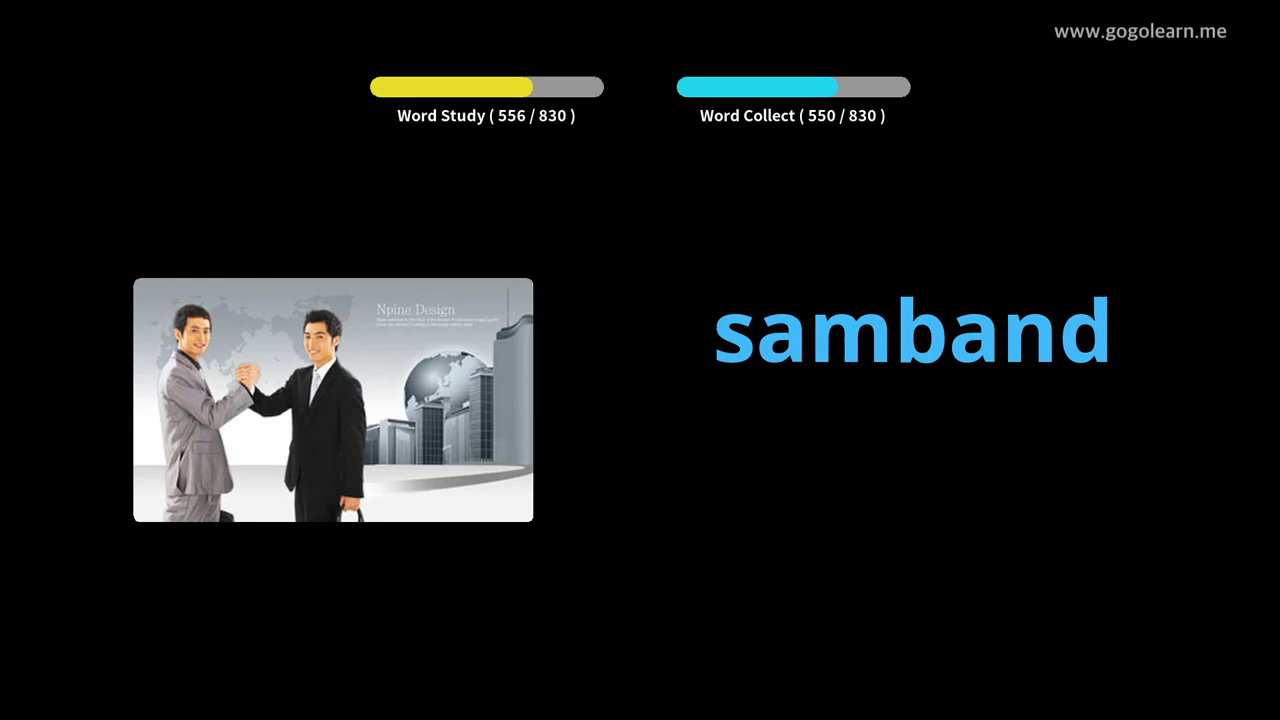 www.gogolearn.me
Word Study ( 556 / 830 )
Word Collect ( 550 / 830 )
Npine Design
samband